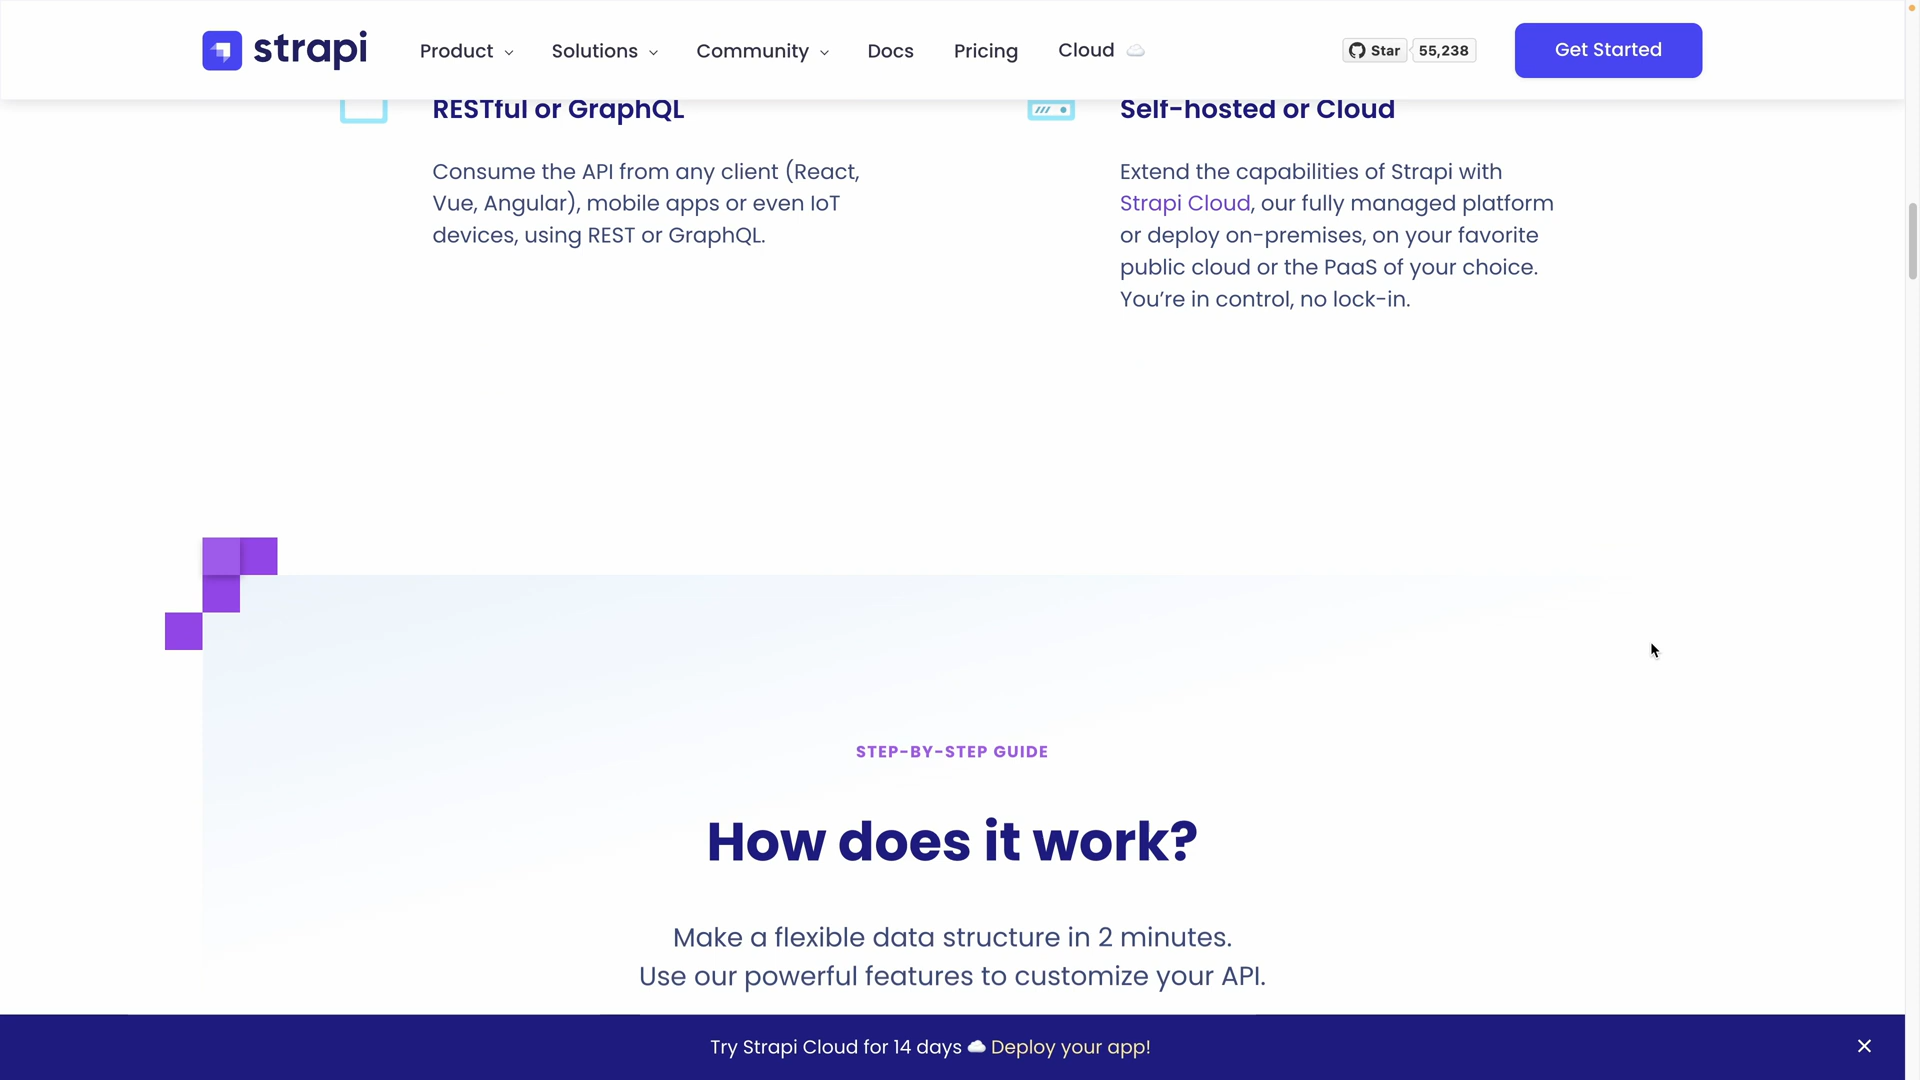 strapi
Product
Solutions
Community
Docs
Pricing
Cloud
Star
55,238
Get Started
RESTful or GraphQL
Consume the API from any client (React,
Vue, Angular), mobile apps or even IoT
devices, using REST or GraphQL.
Self-hosted or Cloud
Extend the capabilities of Strapi with
Strapi Cloud, our fully managed platform
or deploy on-premises, on your favorite
public cloud or the PaaS of your choice.
You’re in control, no lock-in.
STEP-BY-STEP GUIDE
How does it work?
Make a flexible data structure in 2 minutes.
Use our powerful features to customize your API.
Try Strapi Cloud for 14 days Deploy your app!